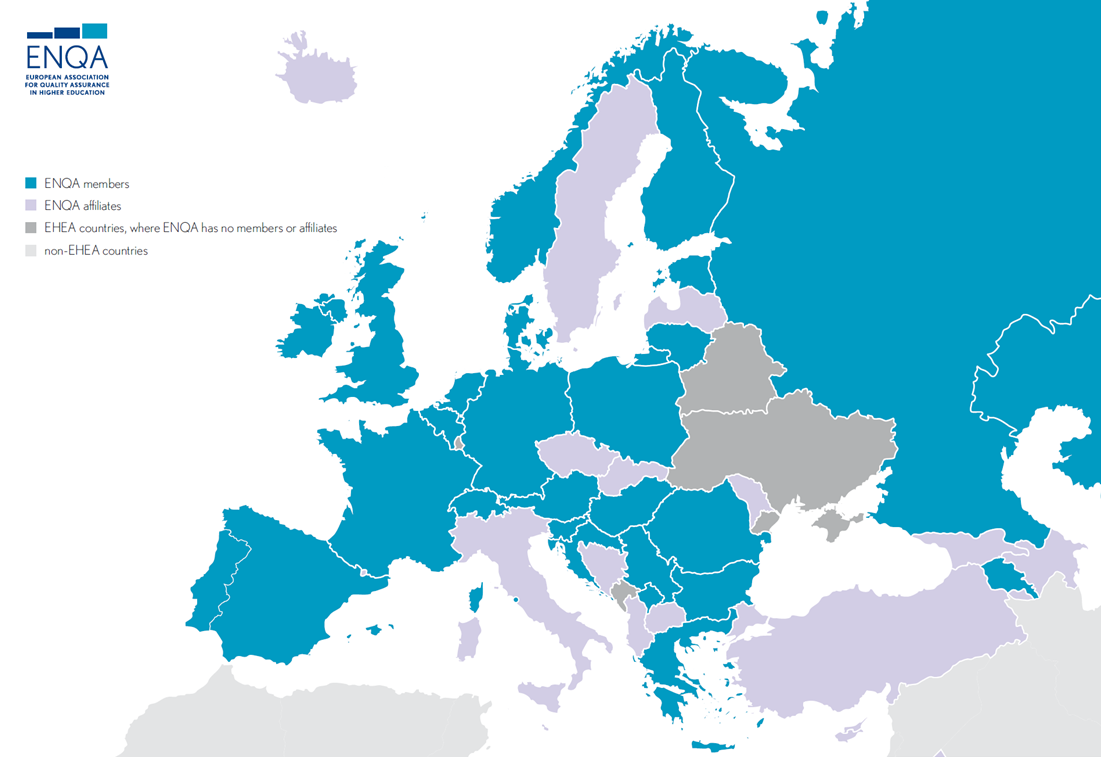 ENQA
EUROPEAN ASSOCIATION
FOR QUALITY ASSURANCE
IN HIGHER EDUCATION
ENQA members
ENQA affiliates
EHEA countries, where ENQA has no members or affiliates
non-EHEA countries